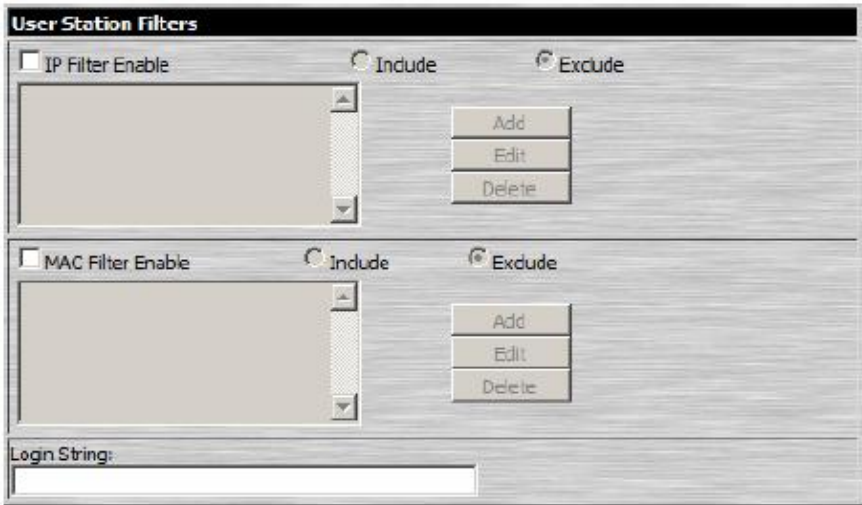 User Station Filters
IP Filter Enable Include Exclude
Add
Edit
Delete
MAC Filter Enable Include Exclude
Add
Edit
Delete
Login String: